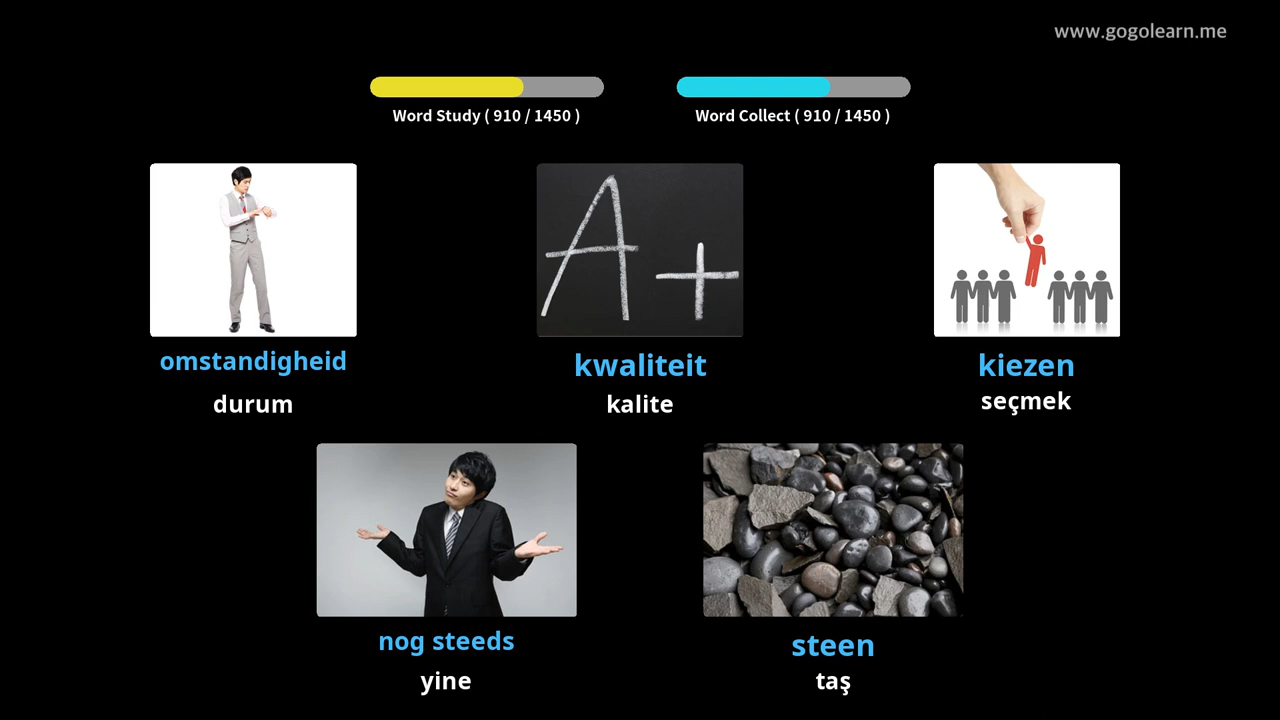 www.gogolearn.me
Word Study ( 910 / 1450 )
Word Collect ( 910 / 1450 )
A+
omstandigheid
durum
kwaliteit
kalite
kiezen
seçmek
nog steeds
yine
steen
taş